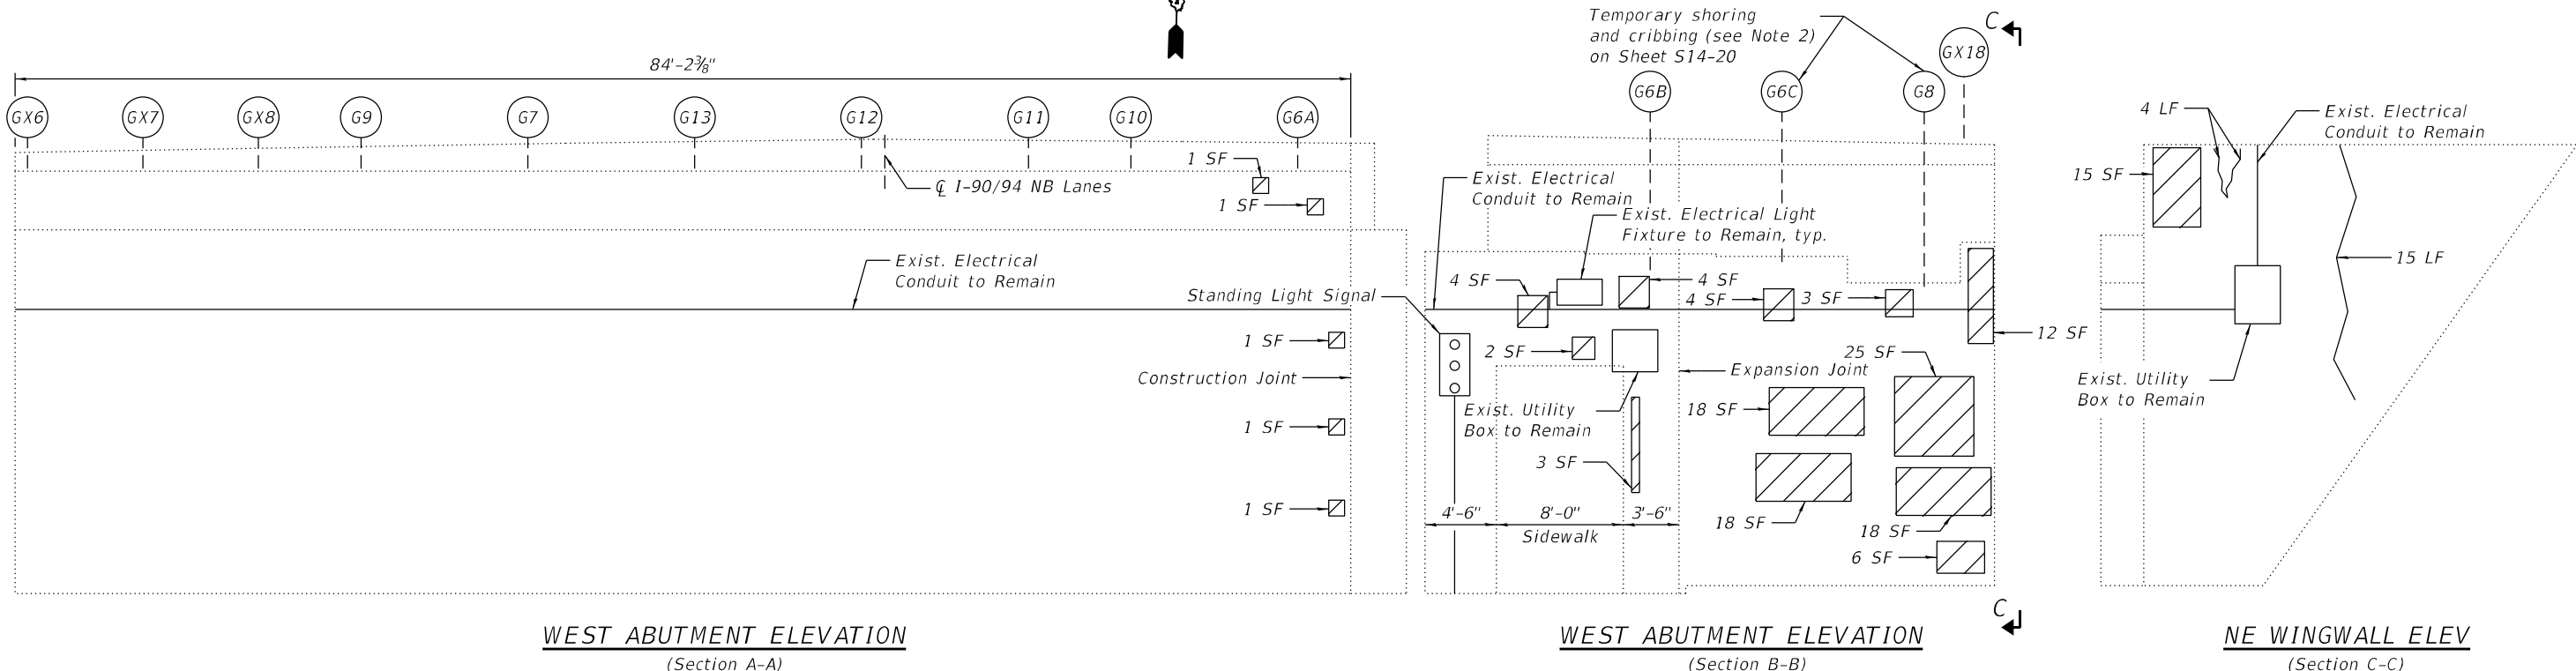 84'-2⅜"
GX6
GX7
GX8
G9
G7
G13
G12
G11
G10
G6A
1 SF
℄ I-90/94 NB Lanes
1 SF
Exist. Electrical
Conduit to Remain
1 SF
Construction Joint
1 SF
1 SF
WEST ABUTMENT ELEVATION
(Section A-A)
Temporary shoring
and cribbing (see Note 2)
on Sheet S14-20
C
GX18
G6B
G6C
G8
Exist. Electrical
Conduit to Remain
Exist. Electrical Light
Fixture to Remain, typ.
4 SF
4 SF
4 SF
3 SF
Standing Light Signal
12 SF
2 SF
25 SF
Expansion Joint
Exist. Utility
Box to Remain
18 SF
3 SF
4'-6"
8'-0"
3'-6"
Sidewalk
18 SF
18 SF
6 SF
C
WEST ABUTMENT ELEVATION
(Section B-B)
4 LF
Exist. Electrical
Conduit to Remain
15 SF
15 LF
Exist. Utility
Box to Remain
NE WINGWALL ELEV
(Section C-C)